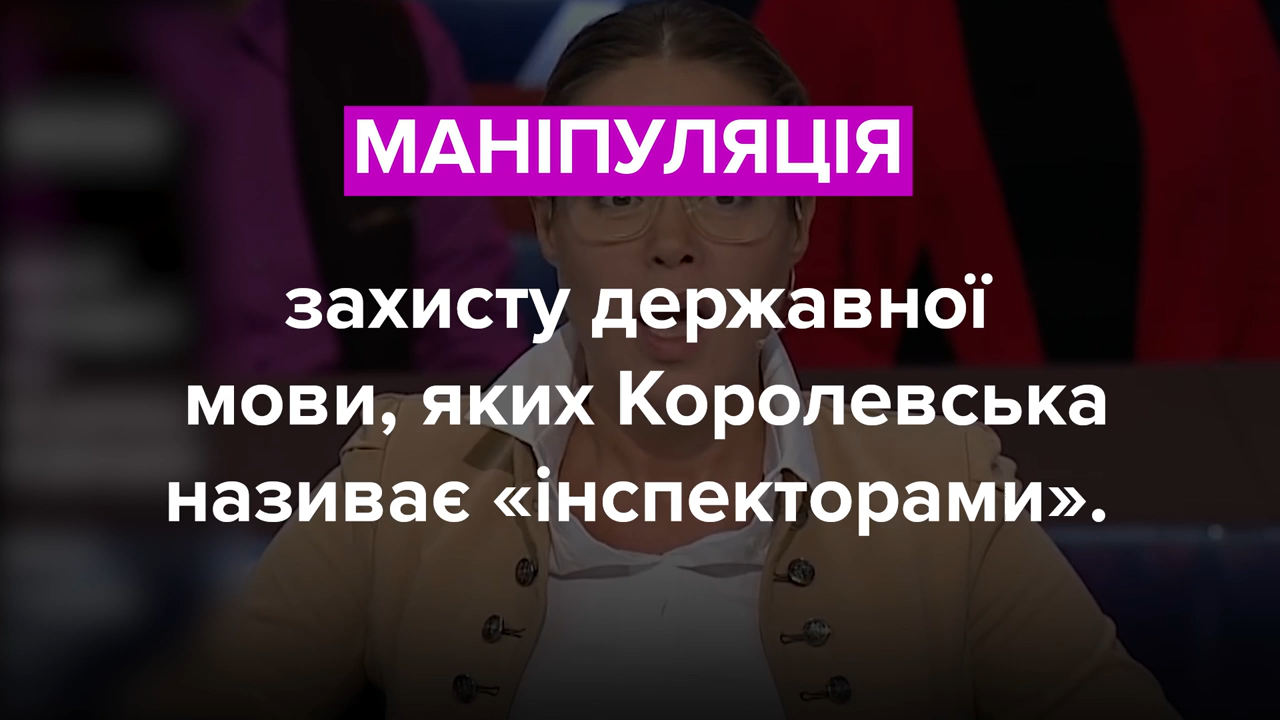 МАНІПУЛЯЦІЯ
захисту державної
мови, яких Королевська
називає «інспекторами».